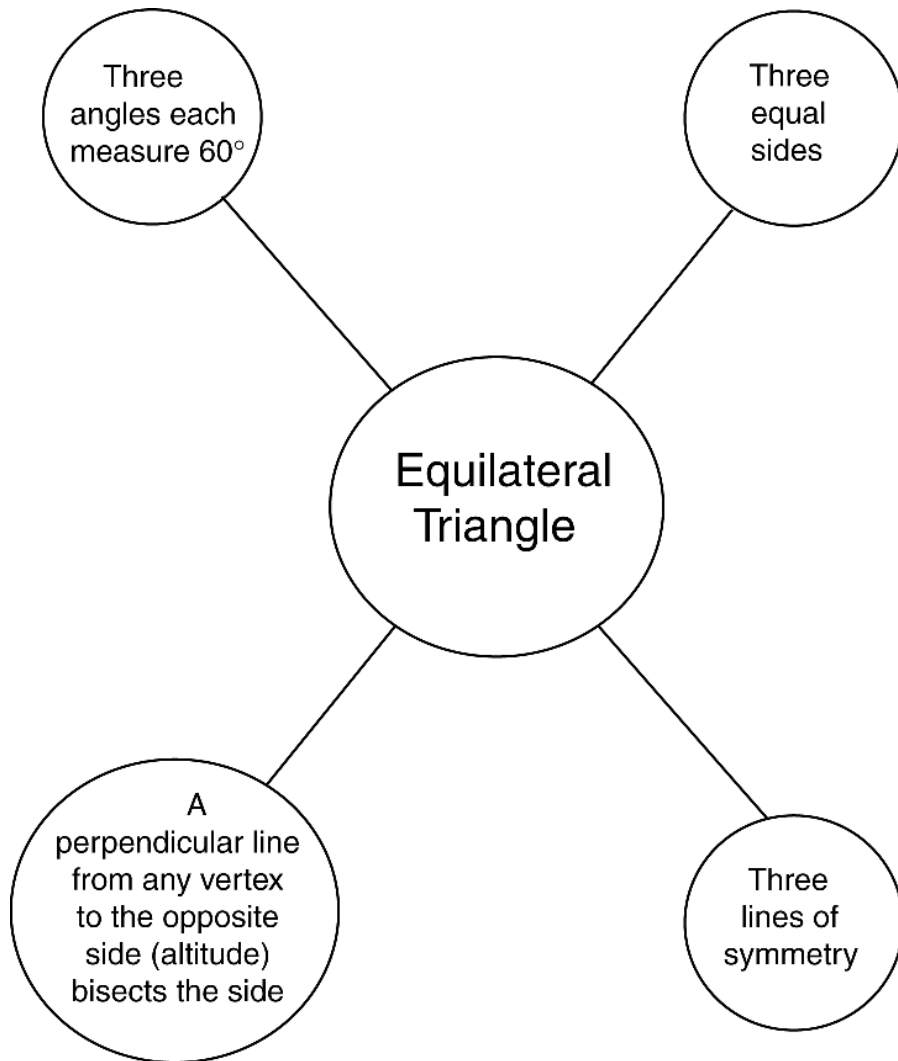 Three
angles each
measure 60°
Three
equal
sides
Equilateral
Triangle
A
perpendicular line
from any vertex
to the opposite
side (altitude)
bisects the side
Three
lines of
symmetry